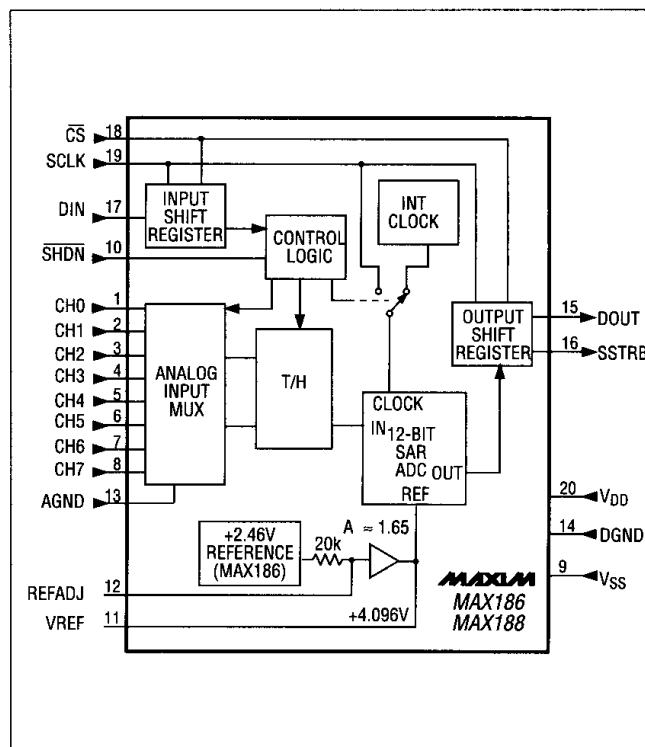 C̅S̅
18
SCLK
19
DIN
17
S̅H̅D̅N̅
10
INPUT
SHIFT
REGISTER
CONTROL
LOGIC
INT
CLOCK
CH0
1
CH1
2
CH2
3
CH3
4
CH4
5
CH5
6
CH6
7
CH7
8
AGND
13
ANALOG
INPUT
MUX
T/H
OUTPUT
SHIFT
REGISTER
15
DOUT
16
SSTRB
CLOCK
IN
12-BIT
SAR
ADC
OUT
REF
20
VDD
14
DGND
9
VSS
+2.46V
REFERENCE
(MAX186)
20k
A ≈ 1.65
REFADJ
12
VREF
11
+4.096V
MAXIM
MAX186
MAX188